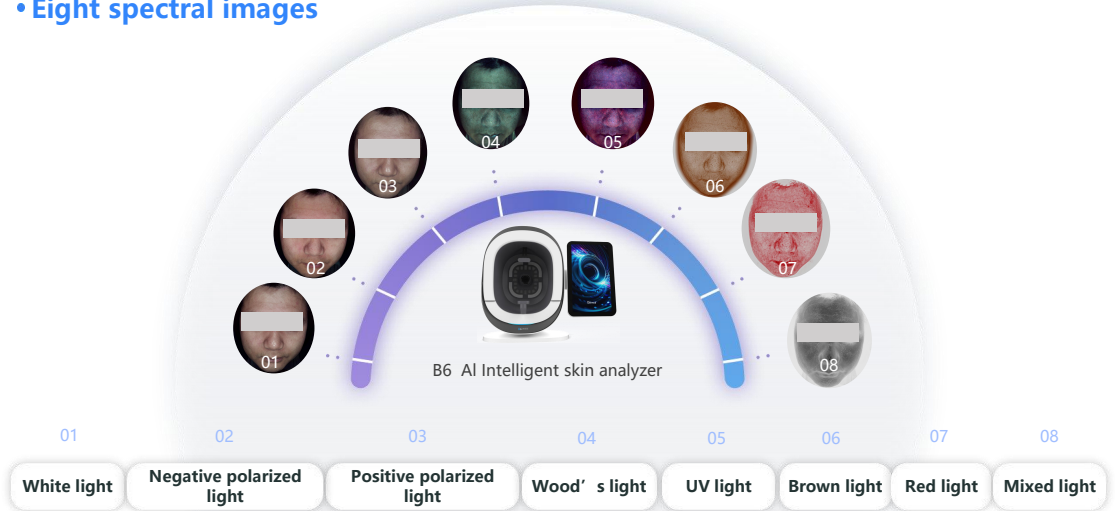 • Eight spectral images
04
05
03
06
02
07
01
08
B6 Al Intelligent skin analyzer
01
02
03
04
05
06
07
08
White light
Negative polarized
light
Positive polarized
light
Wood’s light
UV light
Brown light
Red light
Mixed light